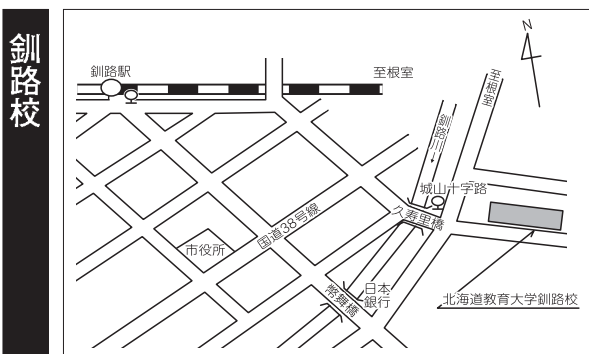 釧路校
N
釧路駅
至根室
至根室
釧路川
城山十字路
久寿里橋
国道38号線
市役所
日本
銀行
幣舞橋
北海道教育大学釧路校